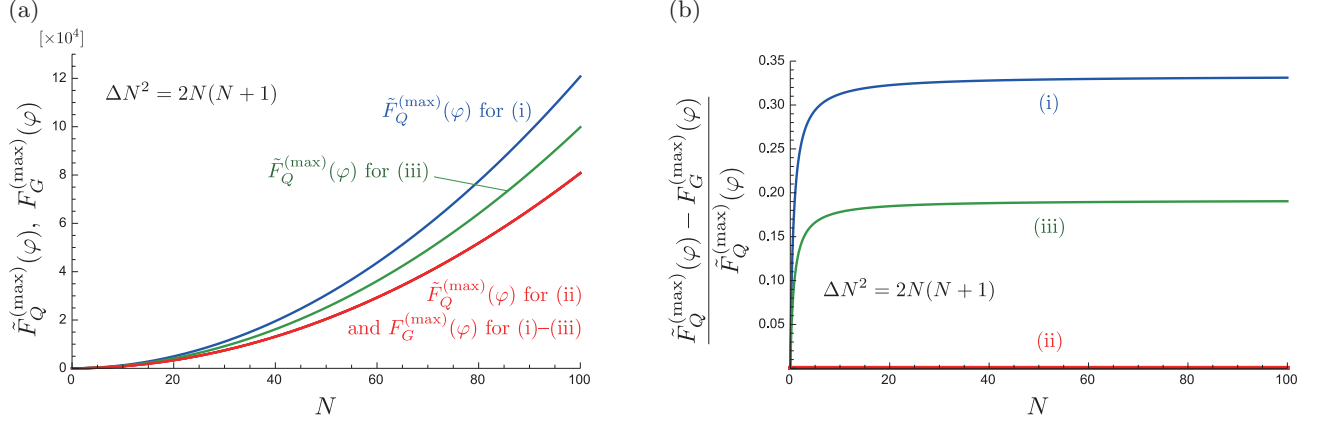 (a)
[×10⁴]
ΔN² = 2N(N + 1)
F̃_Q^(max)(φ) for (i)
F̃_Q^(max)(φ) for (iii)
F̃_Q^(max)(φ) for (ii)
and F_G^(max)(φ) for (i)–(iii)
F̃_Q^(max)(φ), F_G^(max)(φ)
12
10
8
6
4
2
0
0 20 40 60 80 100
N
(b)
0.35
0.30
0.25
0.20
0.15
0.10
0.05
(i)
(iii)
ΔN² = 2N(N + 1)
(ii)
F̃_Q^(max)(φ) − F_G^(max)(φ)
F̃_Q^(max)(φ)
0 20 40 60 80 100
N